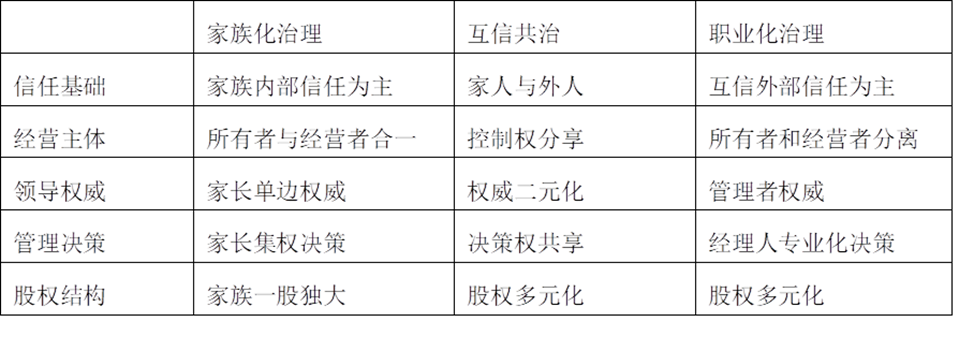 家族化治理 互信共治 职业化治理
信任基础 家族内部信任为主 家人与外人 互信外部信任为主
经营主体 所有者与经营者合一 控制权分享 所有者和经营者分离
领导权威 家长单边权威 权威二元化 管理者权威
管理决策 家长集权决策 决策权共享 经理人专业化决策
股权结构 家族一股独大 股权多元化 股权多元化